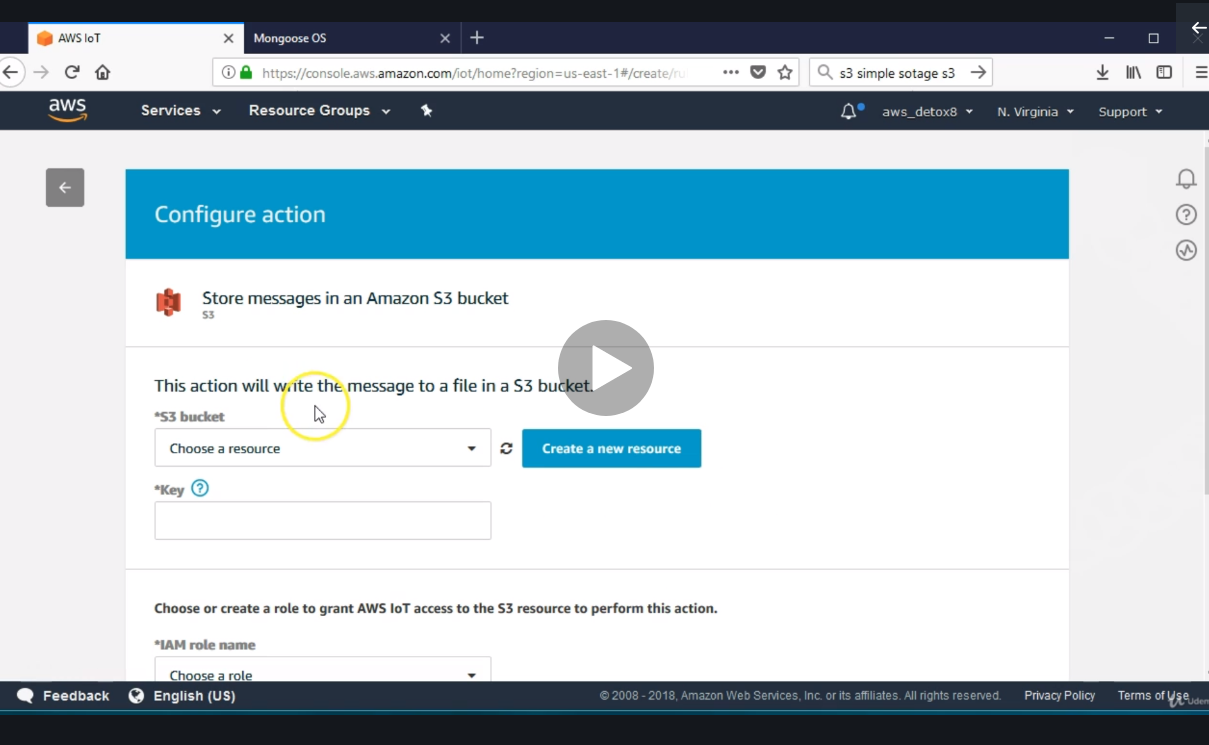 AWS IoT
Mongoose OS
https://console.aws.amazon.com/iot/home?region=us-east-1#/create/ru
s3 simple sotage s3
aws
Services
Resource Groups
aws_detox8
N. Virginia
Support
Configure action
Store messages in an Amazon S3 bucket
S3
This action will write the message to a file in a S3 bucket.
*S3 bucket
Choose a resource
Create a new resource
*Key
Choose or create a role to grant AWS IoT access to the S3 resource to perform this action.
*IAM role name
Choose a role
Feedback
English (US)
© 2008 - 2018, Amazon Web Services, Inc. or its affiliates. All rights reserved.
Privacy Policy
Terms of Use